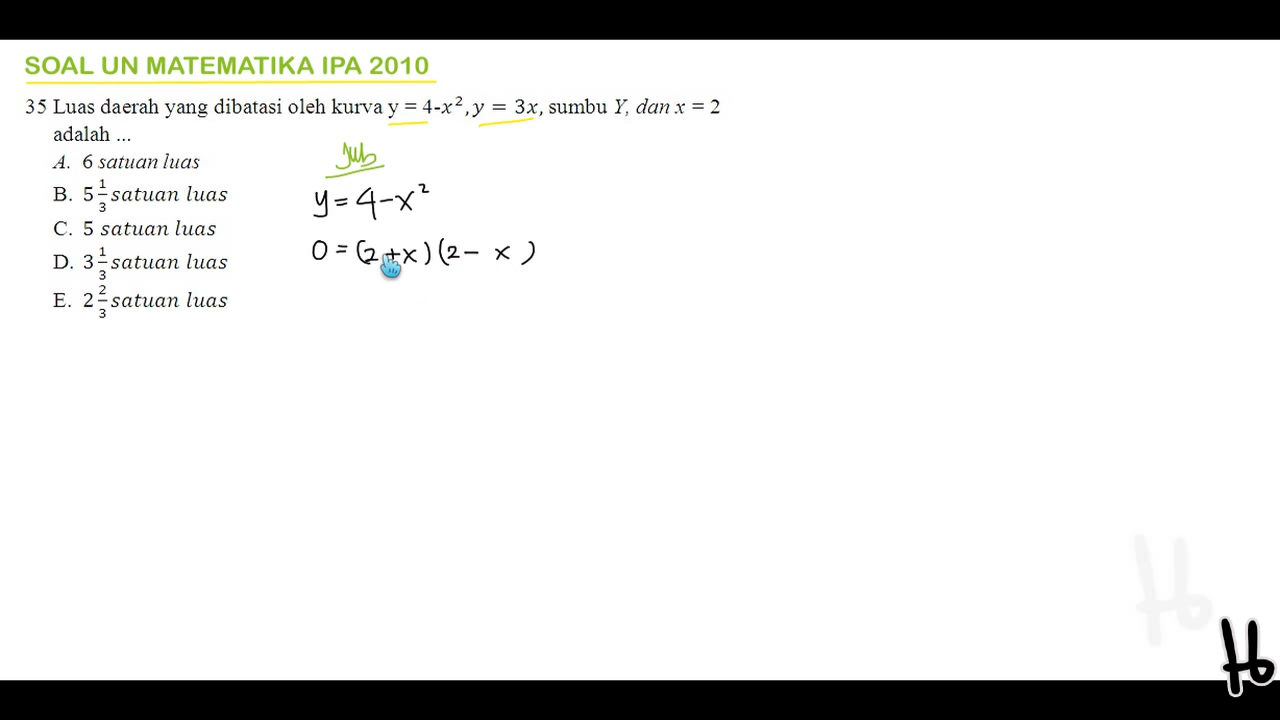 SOAL UN MATEMATIKA IPA 2010
35 Luas daerah yang dibatasi oleh kurva y = 4-x², y = 3x, sumbu Y, dan x = 2
adalah ...
A. 6 satuan luas
B. 5 1/3 satuan luas
C. 5 satuan luas
D. 3 1/3 satuan luas
E. 2 2/3 satuan luas
Jwb
y = 4 - x²
0 = (2+x) (2 - x )